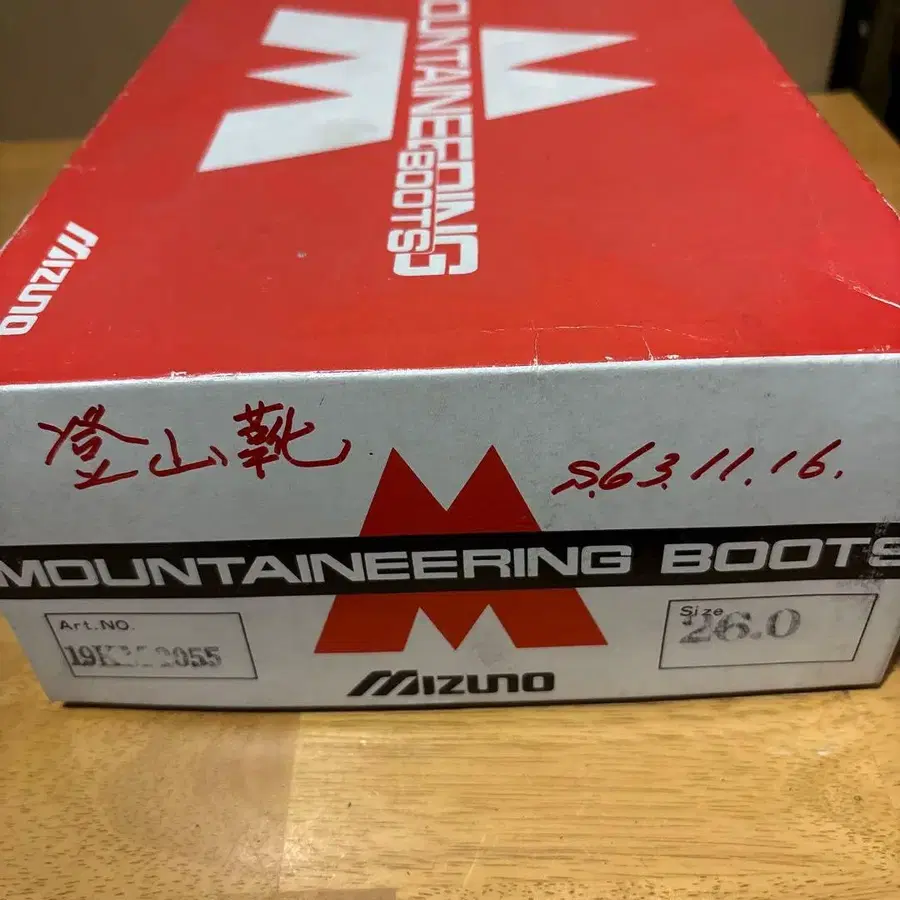 MOUNTAINEERING
BOOTS
MIZUNO
登山靴
S.63.11.16.
MOUNTAINEERING BOOTS
Art.NO.
Size
26.0
MIZUNO